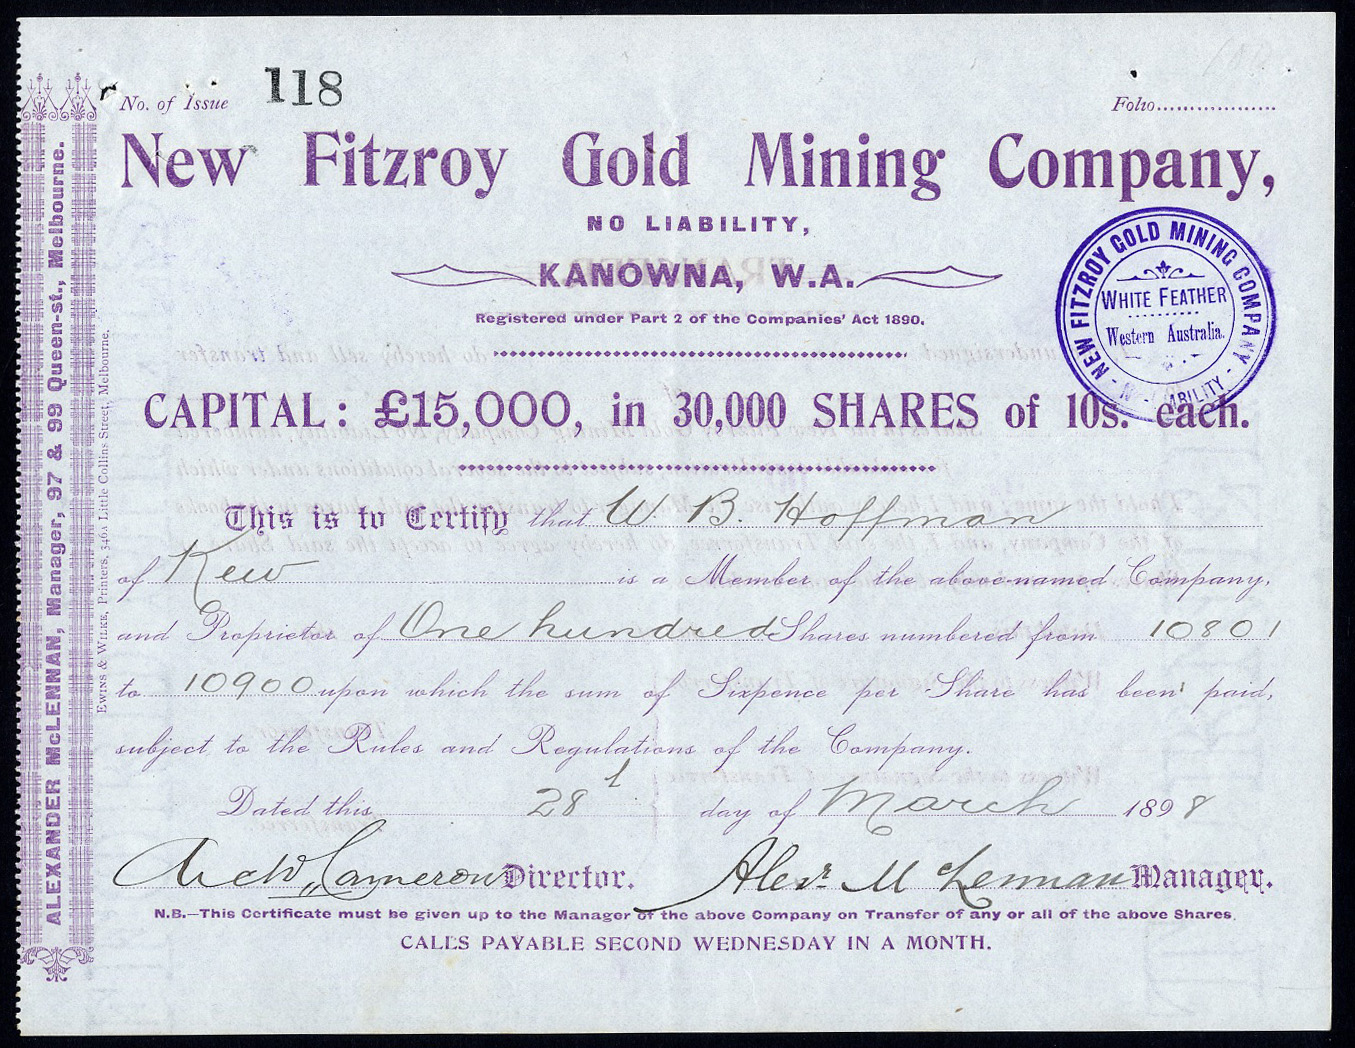 No. of Issue 118 Folio..................
New Fitzroy Gold Mining Company,
NO LIABILITY,
KANOWNA, W.A.
Registered under Part 2 of the Companies' Act 1890.
NEW FITZROY GOLD MINING COMPANY
WHITE FEATHER
Western Australia.
CAPITAL: £15,000, in 30,000 SHARES of 10s. each.
This is to Certify that W. B. Hoffman
of Kew is a Member of the above-named Company,
and Proprietor of One hundred Shares numbered from 10801
to 10900 upon which the sum of Sixpence per Share has been paid,
subject to the Rules and Regulations of the Company.
Dated this 28 day of March 1898
Archd Cameron Director. Alexr McLennan Manager.
N.B.—This Certificate must be given up to the Manager of the above Company on Transfer of any or all of the above Shares.
CALLS PAYABLE SECOND WEDNESDAY IN A MONTH.
ALEXANDER McLENNAN, Manager, 97 & 99 Queen-st., Melbourne.
EWINS & WILKE, Printers, 346 Little Collins Street, Melbourne.